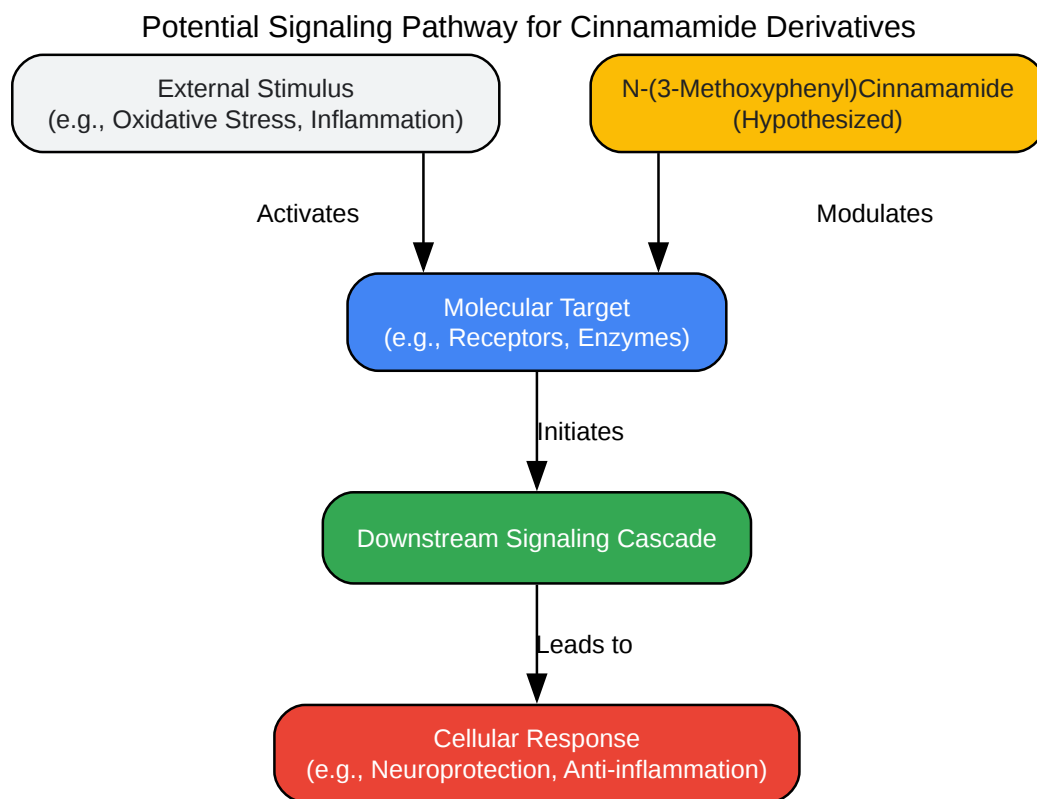 Potential Signaling Pathway for Cinnamamide Derivatives
External Stimulus
(e.g., Oxidative Stress, Inflammation)
N-(3-Methoxyphenyl)Cinnamamide
(Hypothesized)
Activates
Modulates
Molecular Target
(e.g., Receptors, Enzymes)
Initiates
Downstream Signaling Cascade
Leads to
Cellular Response
(e.g., Neuroprotection, Anti-inflammation)